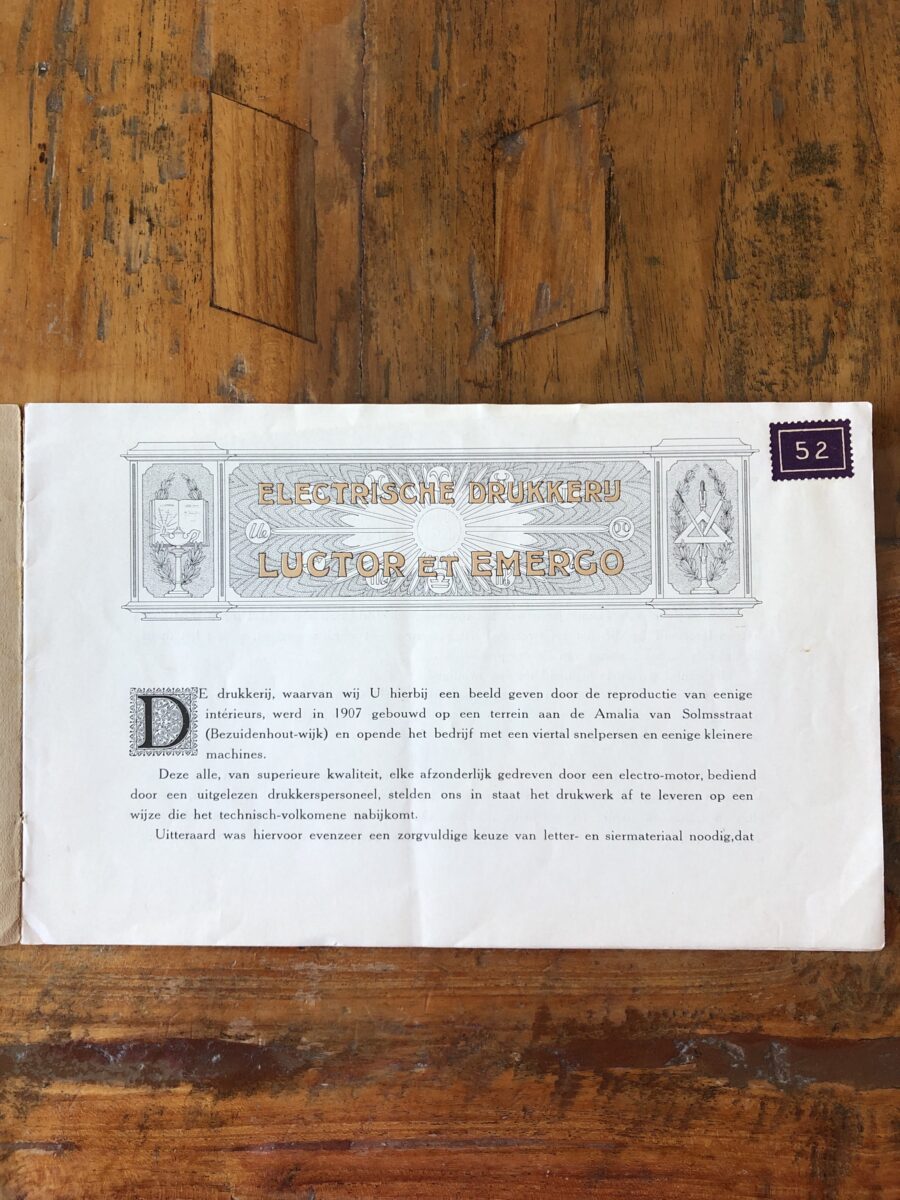 52
ELECTRISCHE DRUKKERIJ
LUCTOR ET EMERGO
DE drukkerij, waarvan wij U hierbij een beeld geven door de reproductie van eenige
intérieurs, werd in 1907 gebouwd op een terrein aan de Amalia van Solmsstraat
(Bezuidenhout-wijk) en opende het bedrijf met een viertal snelpersen en eenige kleinere
machines.
Deze alle, van superieure kwaliteit, elke afzonderlijk gedreven door een electro-motor, bediend
door een uitgelezen drukkerspersoneel, stelden ons in staat het drukwerk af te leveren op een
wijze die het technisch-volkomene nabijkomt.
Uitteraard was hiervoor evenzeer een zorgvuldige keuze van letter- en siermateriaal noodig,dat